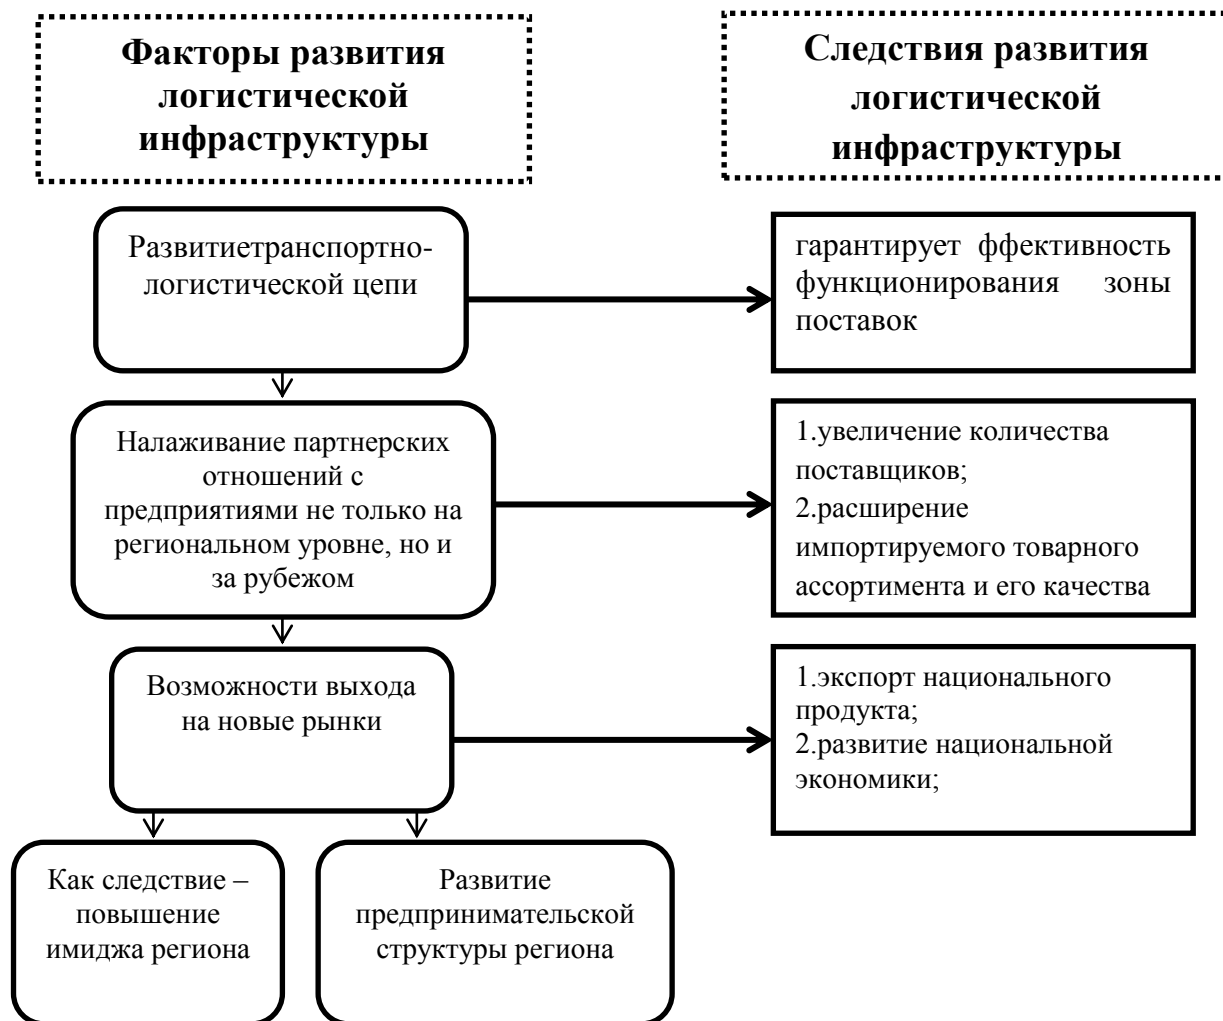 Факторы развития
логистической
инфраструктуры
Следствия развития
логистической
инфраструктуры
Развитиетранспортно-
логистической цепи
гарантирует ффективность
функционирования зоны
поставок
Налаживание партнерских
отношений с
предприятиями не только на
региональном уровне, но и
за рубежом
1.увеличение количества
поставщиков;
2.расширение
импортируемого товарного
ассортимента и его качества
Возможности выхода
на новые рынки
1.экспорт национального
продукта;
2.развитие национальной
экономики;
Как следствие –
повышение
имиджа региона
Развитие
предпринимательской
структуры региона